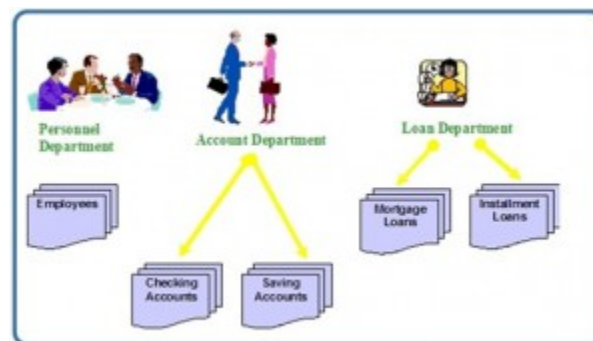 Personnel
Department
Account Department
Loan Department
Employees
Mortgage
Loans
Installment
Loans
Checking
Accounts
Saving
Accounts